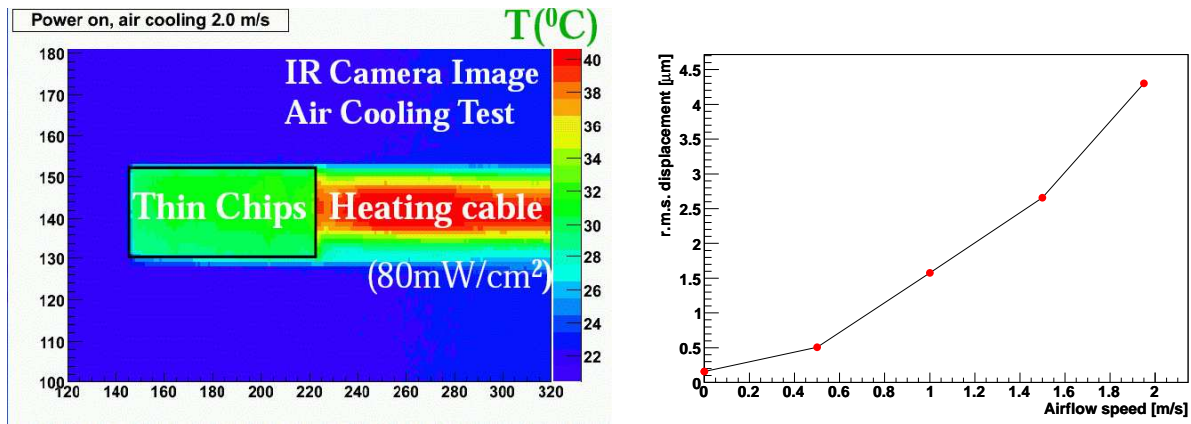 Power on, air cooling 2.0 m/s
T(⁰C)
IR Camera Image
Air Cooling Test
Thin Chips
Heating cable
(80mW/cm²)
180
170
160
150
140
130
120
110
100
120 140 160 180 200 220 240 260 280 300 320
40
38
36
34
32
30
28
26
24
22
r.m.s. displacement [μm]
4.5
4
3.5
3
2.5
2
1.5
1
0.5
0
0 0.2 0.4 0.6 0.8 1 1.2 1.4 1.6 1.8 2
Airflow speed [m/s]